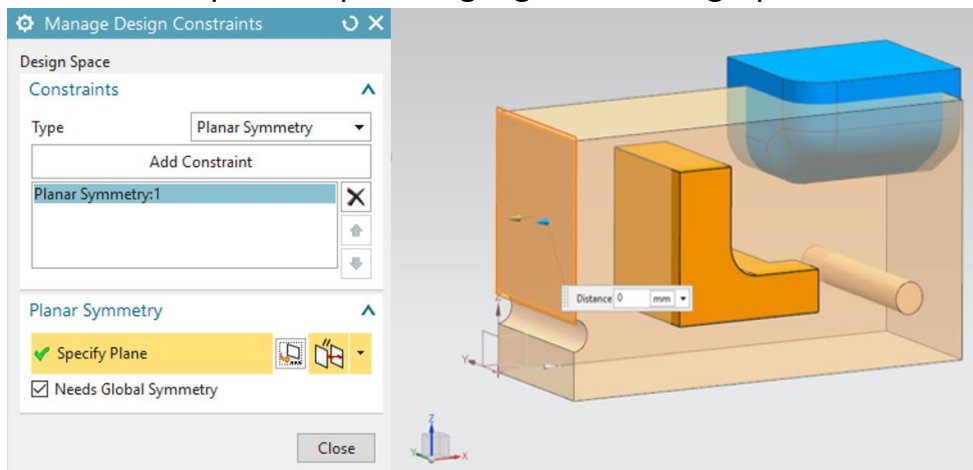 Manage Design Constraints
Design Space
Constraints
Type Planar Symmetry
Add Constraint
Planar Symmetry:1
Planar Symmetry
Specify Plane
Needs Global Symmetry
Close
Distance 0 mm
Z
Y
Z
Y X